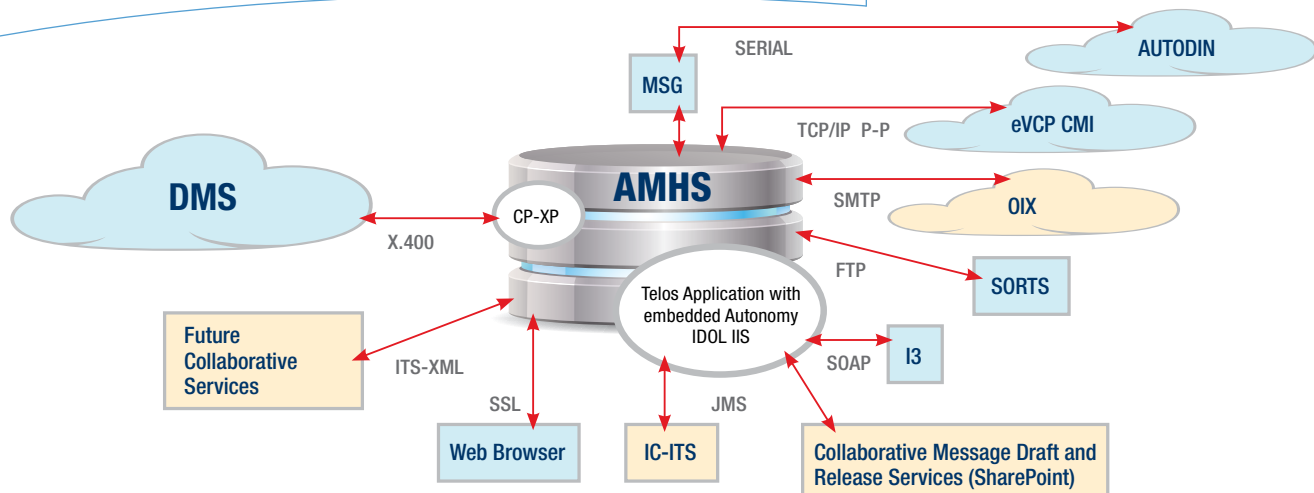 SERIAL
AUTODIN
MSG
TCP/IP P-P
eVCP CMI
DMS
AMHS
CP-XP
SMTP
OIX
X.400
FTP
SORTS
Telos Application with
embedded Autonomy
IDOL IIS
Future
Collaborative
Services
ITS-XML
SOAP
I3
SSL
JMS
Web Browser
IC-ITS
Collaborative Message Draft and
Release Services (SharePoint)